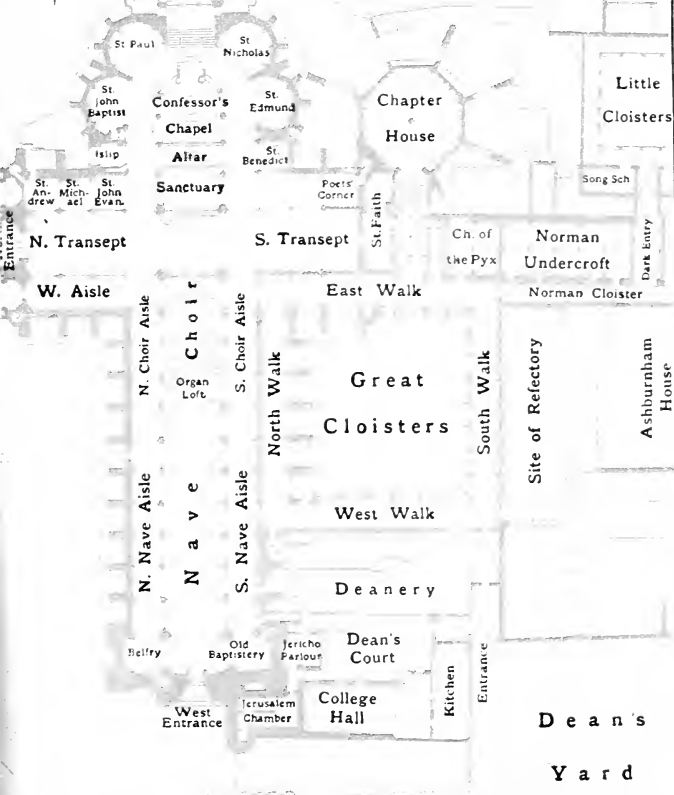 St Paul
St
Nicholas
St.
John
Baptist
Confessor's
Chapel
St.
Edmund
Chapter
House
Little
Cloisters
Islip
Altar
St.
Benedict
St.
An-
drew
St.
Mich-
ael
St.
John
Evan.
Sanctuary
Poets'
Corner
St. Faith
Song Sch
Entrance
N. Transept
S. Transept
Ch. of
the Pyx
Norman
Undercroft
Dark Entry
W. Aisle
East Walk
Norman Cloister
N. Choir Aisle
Choir
Organ
Loft
S. Choir Aisle
North Walk
Great
Cloisters
South Walk
Site of Refectory
Ashburnham
House
N. Nave Aisle
Nave
S. Nave Aisle
West Walk
Deanery
Belfry
Old
Baptistery
Jericho
Parlour
Dean's
Court
Kitchen
Entrance
West
Entrance
Jerusalem
Chamber
College
Hall
Dean's
Yard